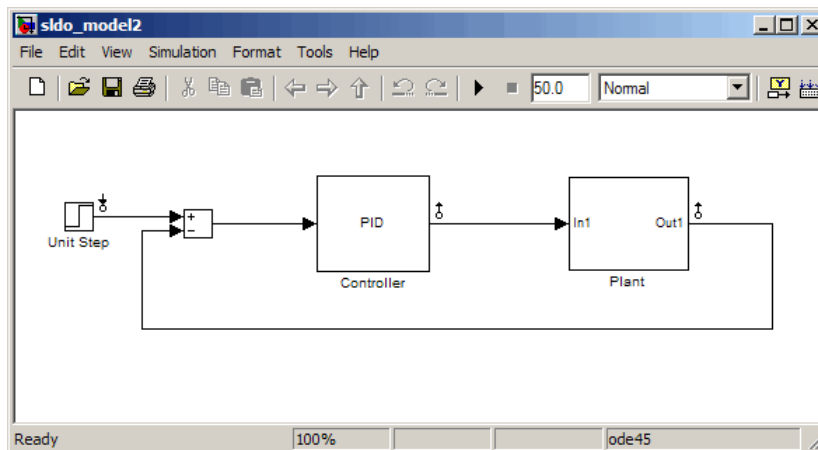 sldo_model2
File Edit View Simulation Format Tools Help
50.0 Normal
+
−
Unit Step
PID
Controller
In1 Out1
Plant
Ready 100% ode45